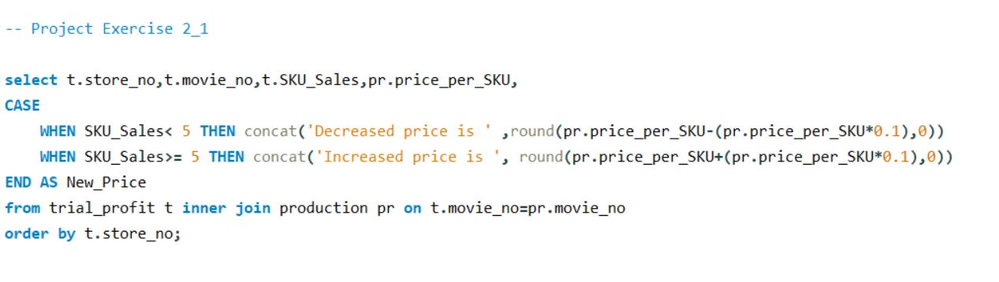 -- Project Exercise 2_1
select t.store_no,t.movie_no,t.SKU_Sales,pr.price_per_SKU,
CASE
    WHEN SKU_Sales< 5 THEN concat('Decreased price is ' ,round(pr.price_per_SKU-(pr.price_per_SKU*0.1),0))
    WHEN SKU_Sales>= 5 THEN concat('Increased price is ', round(pr.price_per_SKU+(pr.price_per_SKU*0.1),0))
END AS New_Price
from trial_profit t inner join production pr on t.movie_no=pr.movie_no
order by t.store_no;